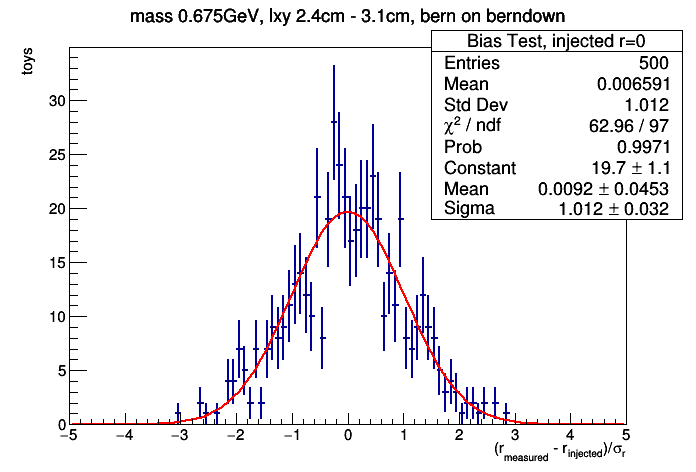 mass 0.675GeV, lxy 2.4cm - 3.1cm, bern on berndown
toys
Bias Test, injected r=0
Entries 500
Mean 0.006591
Std Dev 1.012
χ² / ndf 62.96 / 97
Prob 0.9971
Constant 19.7 ± 1.1
Mean 0.0092 ± 0.0453
Sigma 1.012 ± 0.032
30
25
20
15
10
5
0
−5 −4 −3 −2 −1 0 1 2 3 4 5
(r_measured - r_injected)/σ_r